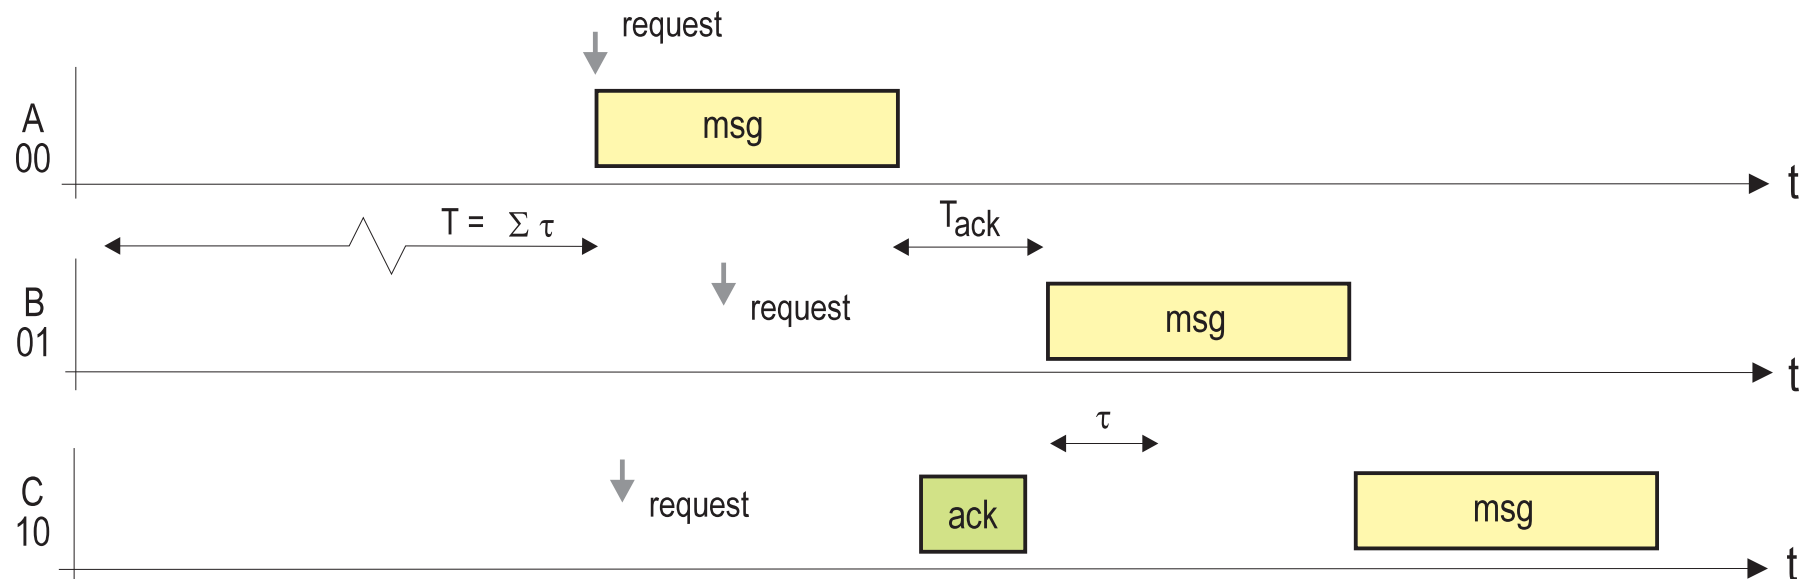 request
A
00
msg
t
T = Σ τ
Tack
B
01
request
msg
t
τ
C
10
request
ack
msg
t